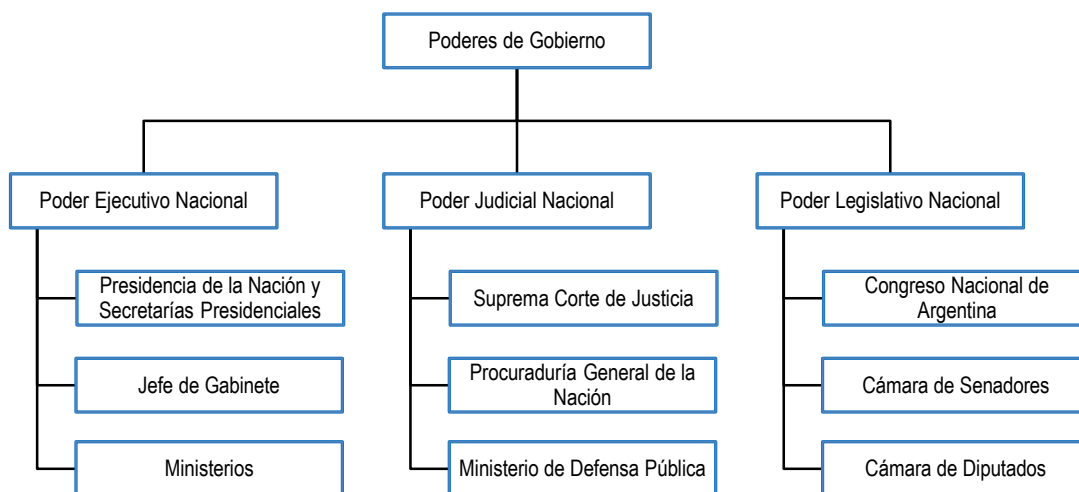 Poderes de Gobierno
Poder Ejecutivo Nacional
Presidencia de la Nación y
Secretarías Presidenciales
Jefe de Gabinete
Ministerios
Poder Judicial Nacional
Suprema Corte de Justicia
Procuraduría General de la
Nación
Ministerio de Defensa Pública
Poder Legislativo Nacional
Congreso Nacional de
Argentina
Cámara de Senadores
Cámara de Diputados